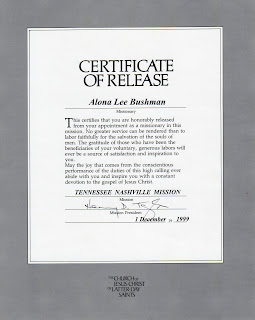 CERTIFICATE
OF RELEASE
Alona Lee Bushman
Missionary
This certifies that you are honorably released
from your appointment as a missionary in this
mission. No greater service can be rendered than to
labor faithfully for the salvation of the souls of
men. The gratitude of those who have been the
beneficiaries of your voluntary, generous labors will
ever be a source of satisfaction and inspiration to
you.
May the joy that comes from the conscientious
performance of the duties of this high calling ever
abide with you and inspire you with a constant
devotion to the gospel of Jesus Christ.
TENNESSEE NASHVILLE MISSION
Mission
Mission President
1 December 19 1999
THE CHURCH OF
JESUS CHRIST
OF LATTER-DAY
SAINTS